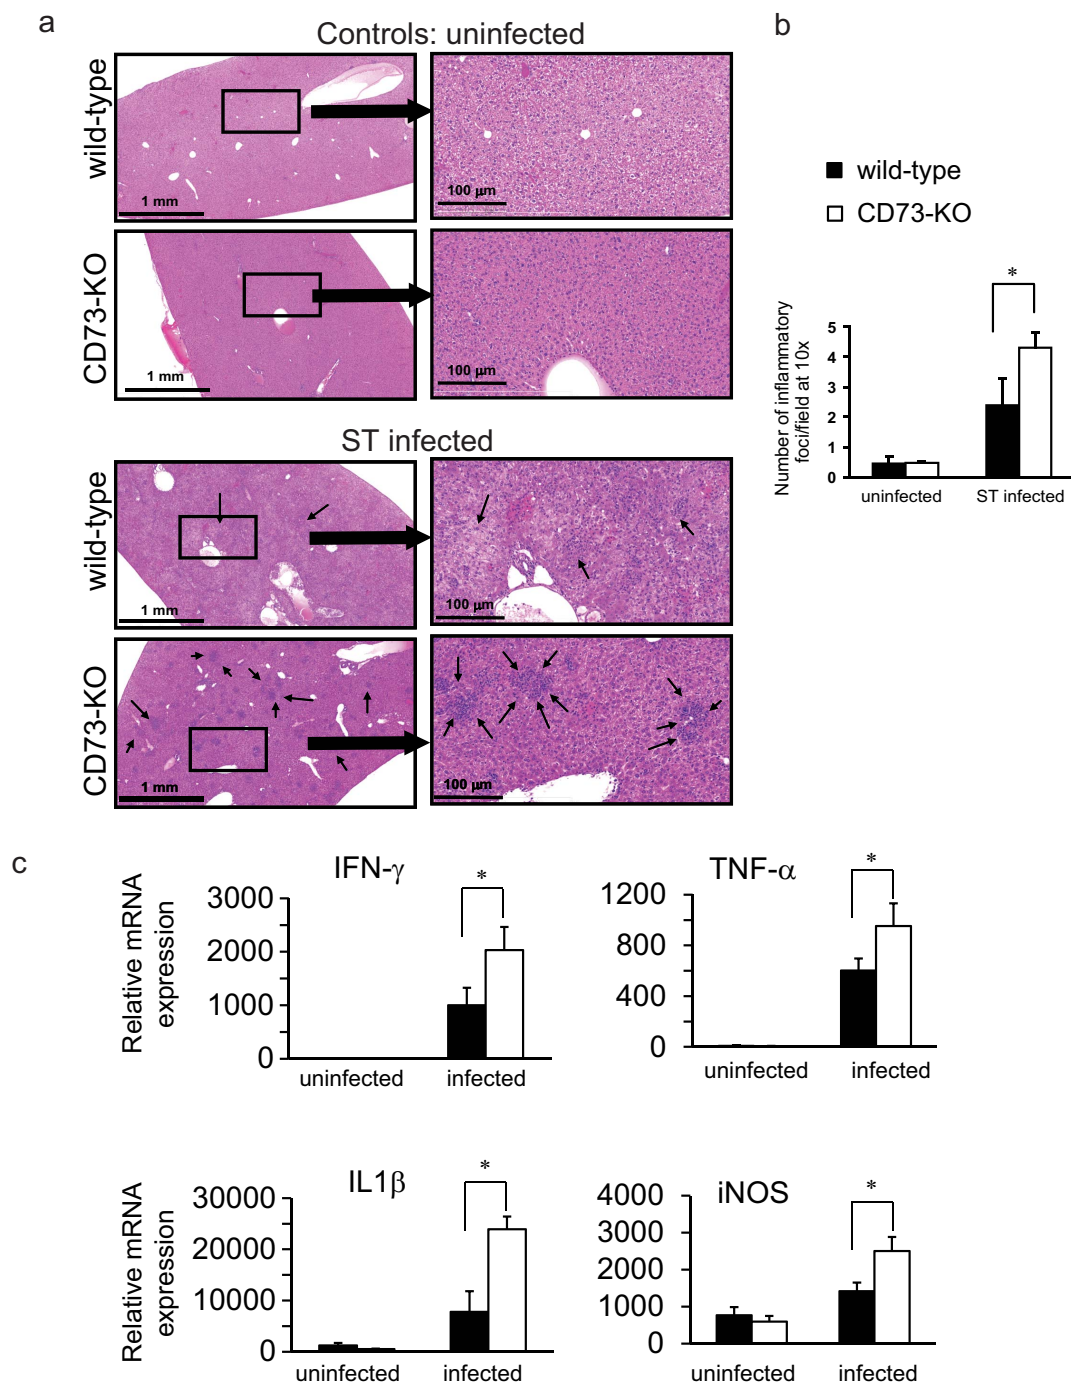 a
Controls: uninfected
wild-type
1 mm
100 µm
CD73-KO
1 mm
100 µm
ST infected
wild-type
1 mm
100 µm
CD73-KO
1 mm
100 µm
b
wild-type
CD73-KO
*
Number of inflammatory
foci/field at 10x
5
4
3
2
1
0
uninfected
ST infected
c
IFN-γ
*
Relative mRNA
expression
3000
2000
1000
0
uninfected
infected
TNF-α
*
1200
800
400
0
uninfected
infected
IL1β
*
Relative mRNA
expression
30000
20000
10000
0
uninfected
infected
iNOS
*
4000
3000
2000
1000
0
uninfected
infected